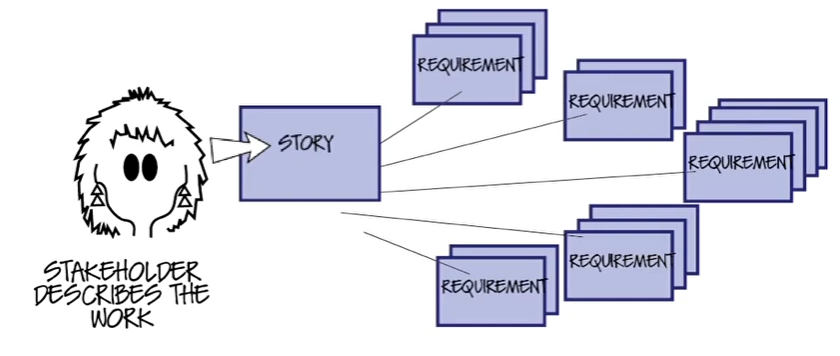 REQUIREMENT
REQUIREMENT
STORY
REQUIREMENT
REQUIREMENT
STAKEHOLDER
DESCRIBES THE
WORK
REQUIREMENT